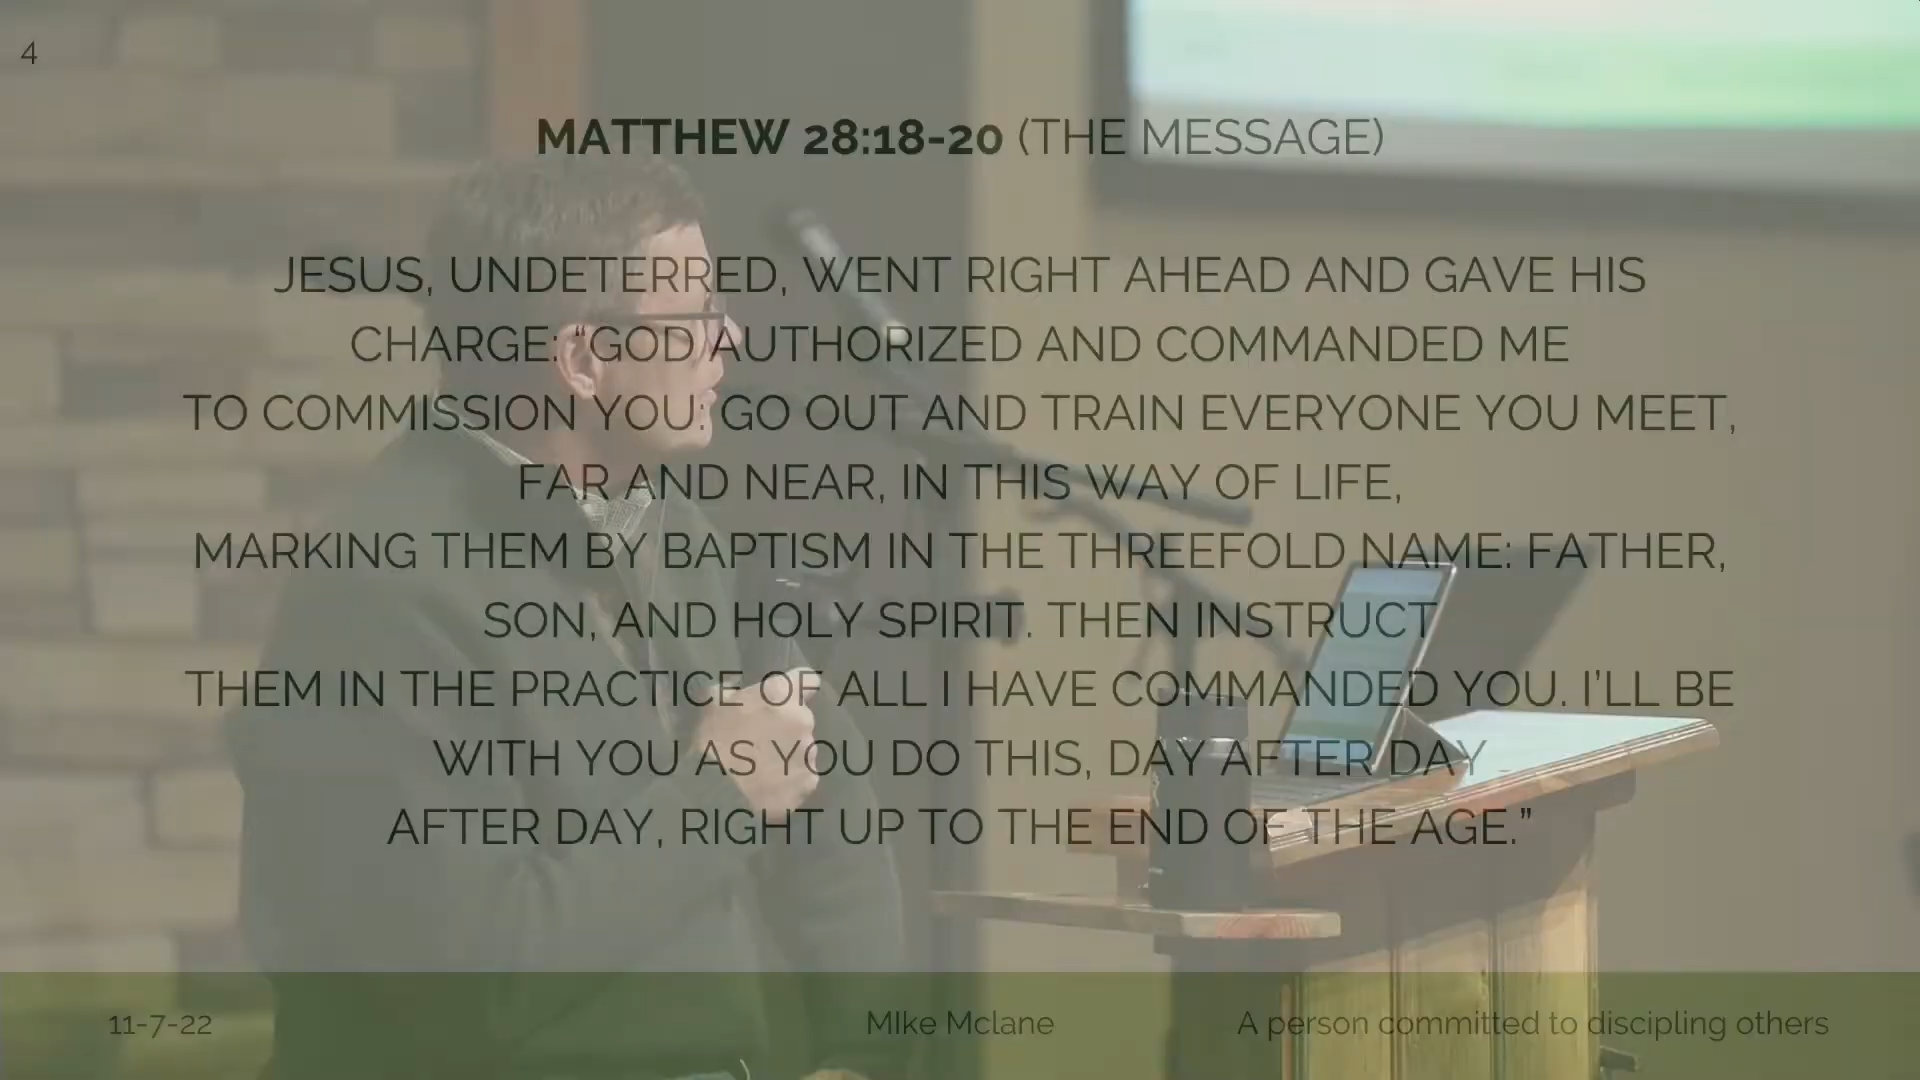 4
MATTHEW 28:18-20 (THE MESSAGE)
JESUS, UNDETERRED, WENT RIGHT AHEAD AND GAVE HIS
CHARGE: “GOD AUTHORIZED AND COMMANDED ME
TO COMMISSION YOU: GO OUT AND TRAIN EVERYONE YOU MEET,
FAR AND NEAR, IN THIS WAY OF LIFE,
MARKING THEM BY BAPTISM IN THE THREEFOLD NAME: FATHER,
SON, AND HOLY SPIRIT. THEN INSTRUCT
THEM IN THE PRACTICE OF ALL I HAVE COMMANDED YOU. I’LL BE
WITH YOU AS YOU DO THIS, DAY AFTER DAY
AFTER DAY, RIGHT UP TO THE END OF THE AGE.”
11-7-22
MIke Mclane
A person committed to discipling others